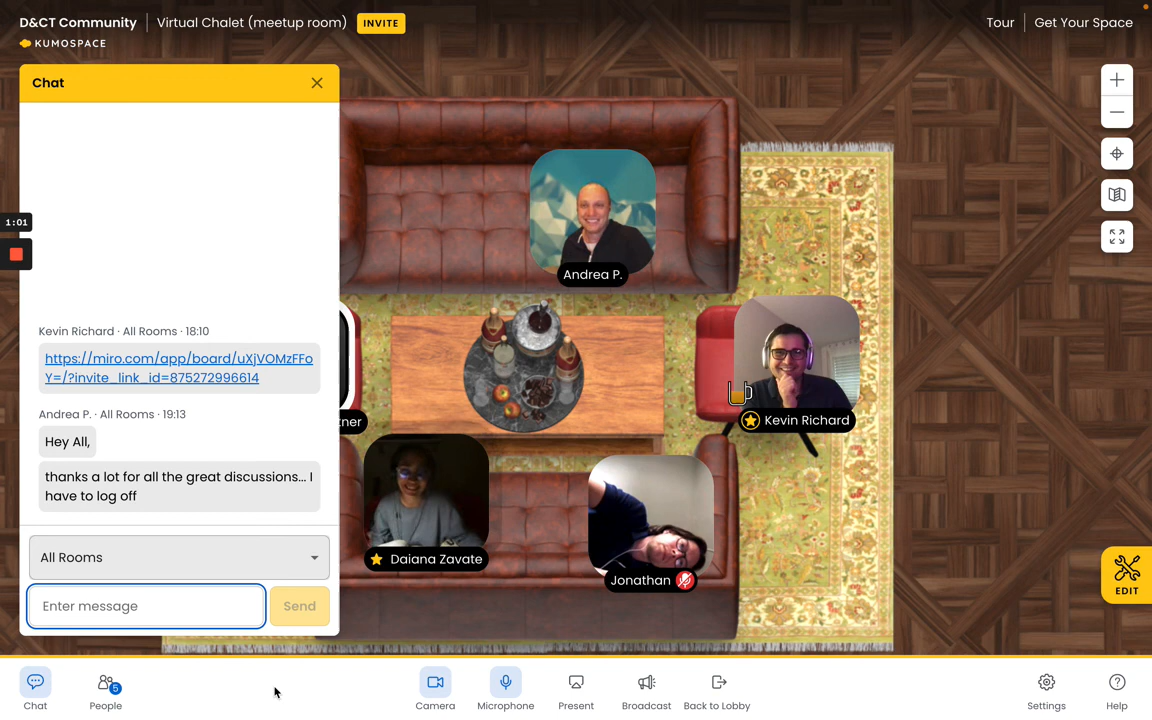 D&CT Community
Virtual Chalet (meetup room)
INVITE
Tour
Get Your Space
KUMOSPACE
Chat
1:01
Kevin Richard · All Rooms · 18:10
https://miro.com/app/board/uXjVOMzFFo
Y=/?invite_link_id=875272996614
Andrea P. · All Rooms · 19:13
Hey All,
thanks a lot for all the great discussions... I
have to log off
All Rooms
Enter message
Send
Andrea P.
Kevin Richard
tner
Daiana Zavate
Jonathan
EDIT
Chat
5
People
Camera
Microphone
Present
Broadcast
Back to Lobby
Settings
Help